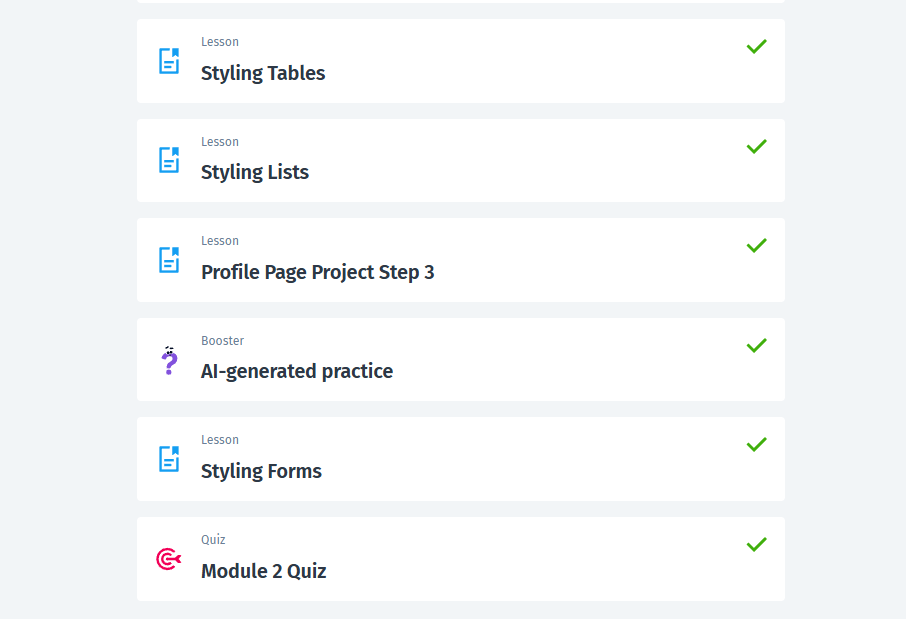 Lesson
Styling Tables
Lesson
Styling Lists
Lesson
Profile Page Project Step 3
Booster
AI-generated practice
Lesson
Styling Forms
Quiz
Module 2 Quiz